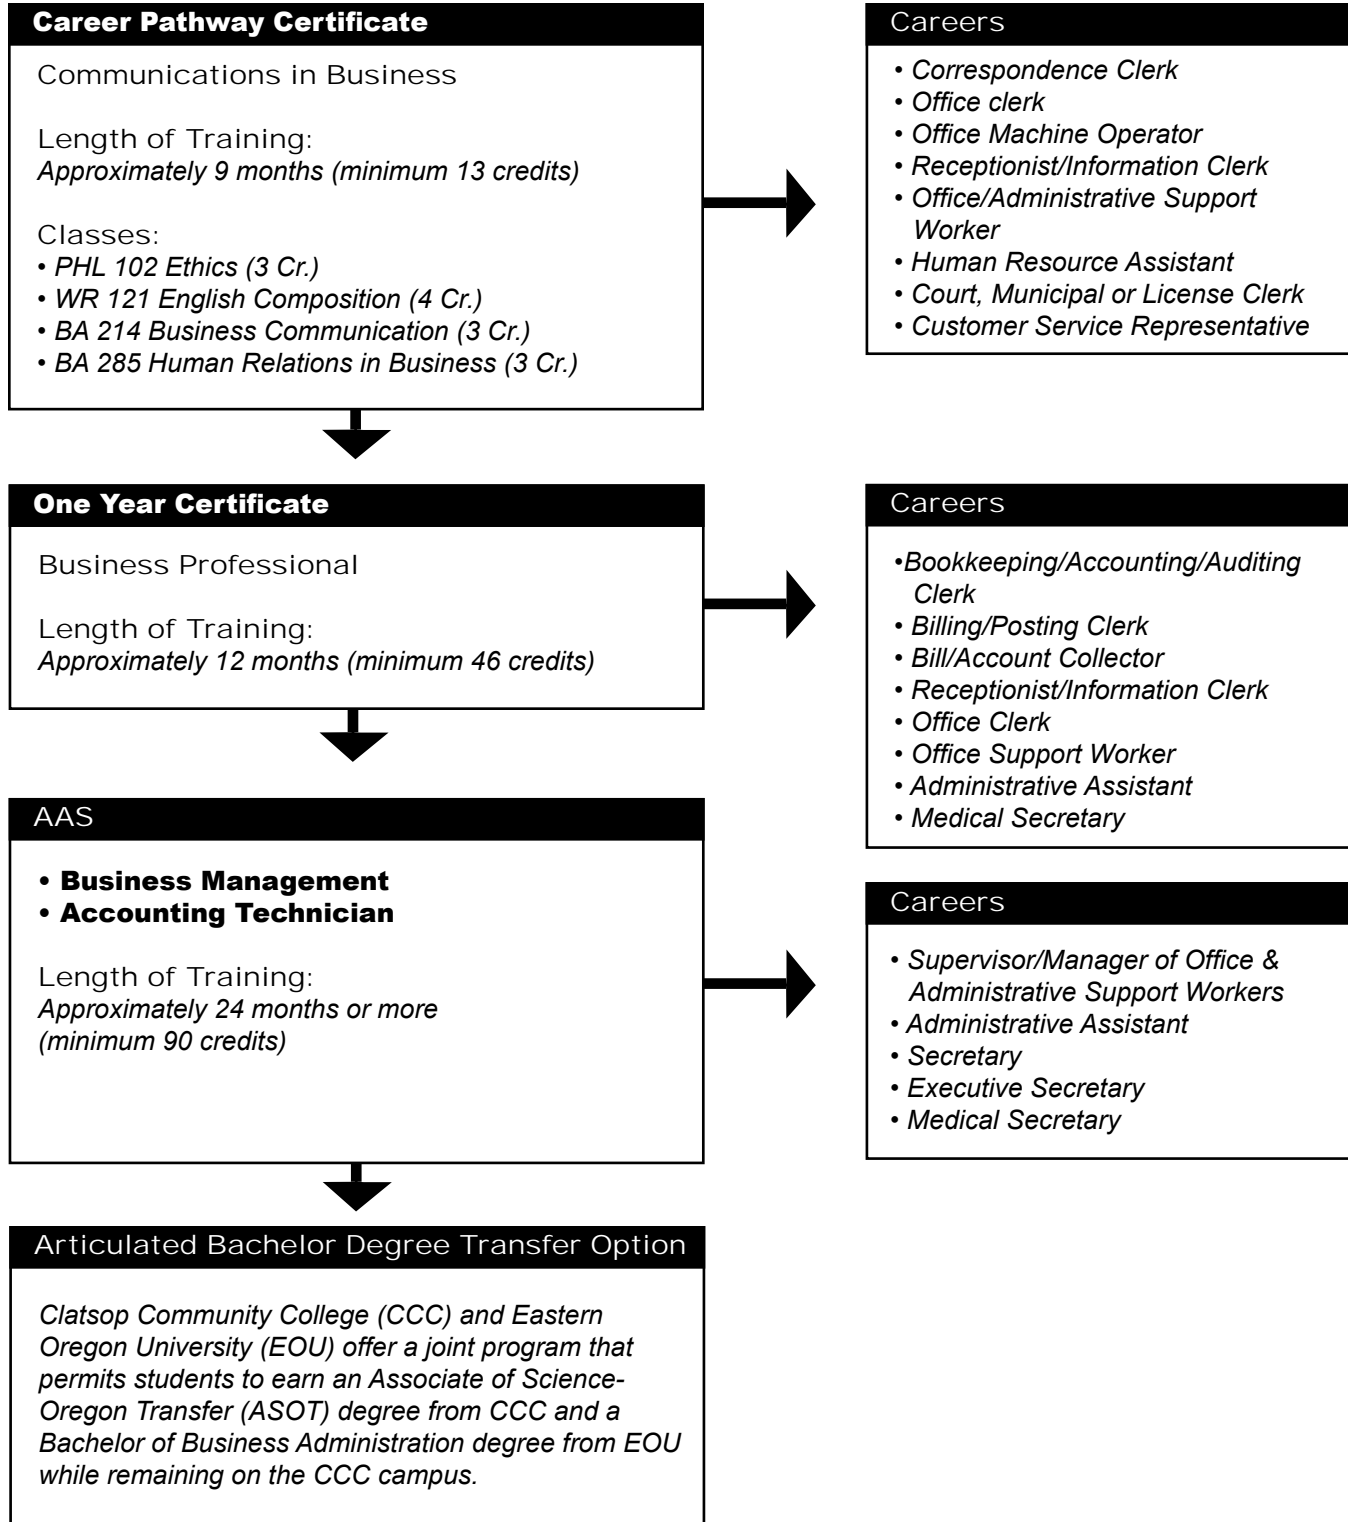 Career Pathway Certificate
Communications in Business
Length of Training:
Approximately 9 months (minimum 13 credits)
Classes:
• PHL 102 Ethics (3 Cr.)
• WR 121 English Composition (4 Cr.)
• BA 214 Business Communication (3 Cr.)
• BA 285 Human Relations in Business (3 Cr.)
Careers
• Correspondence Clerk
• Office clerk
• Office Machine Operator
• Receptionist/Information Clerk
• Office/Administrative Support
Worker
• Human Resource Assistant
• Court, Municipal or License Clerk
• Customer Service Representative
One Year Certificate
Business Professional
Length of Training:
Approximately 12 months (minimum 46 credits)
Careers
•Bookkeeping/Accounting/Auditing
Clerk
• Billing/Posting Clerk
• Bill/Account Collector
• Receptionist/Information Clerk
• Office Clerk
• Office Support Worker
• Administrative Assistant
• Medical Secretary
AAS
• Business Management
• Accounting Technician
Length of Training:
Approximately 24 months or more
(minimum 90 credits)
Careers
• Supervisor/Manager of Office &
Administrative Support Workers
• Administrative Assistant
• Secretary
• Executive Secretary
• Medical Secretary
Articulated Bachelor Degree Transfer Option
Clatsop Community College (CCC) and Eastern
Oregon University (EOU) offer a joint program that
permits students to earn an Associate of Science-
Oregon Transfer (ASOT) degree from CCC and a
Bachelor of Business Administration degree from EOU
while remaining on the CCC campus.